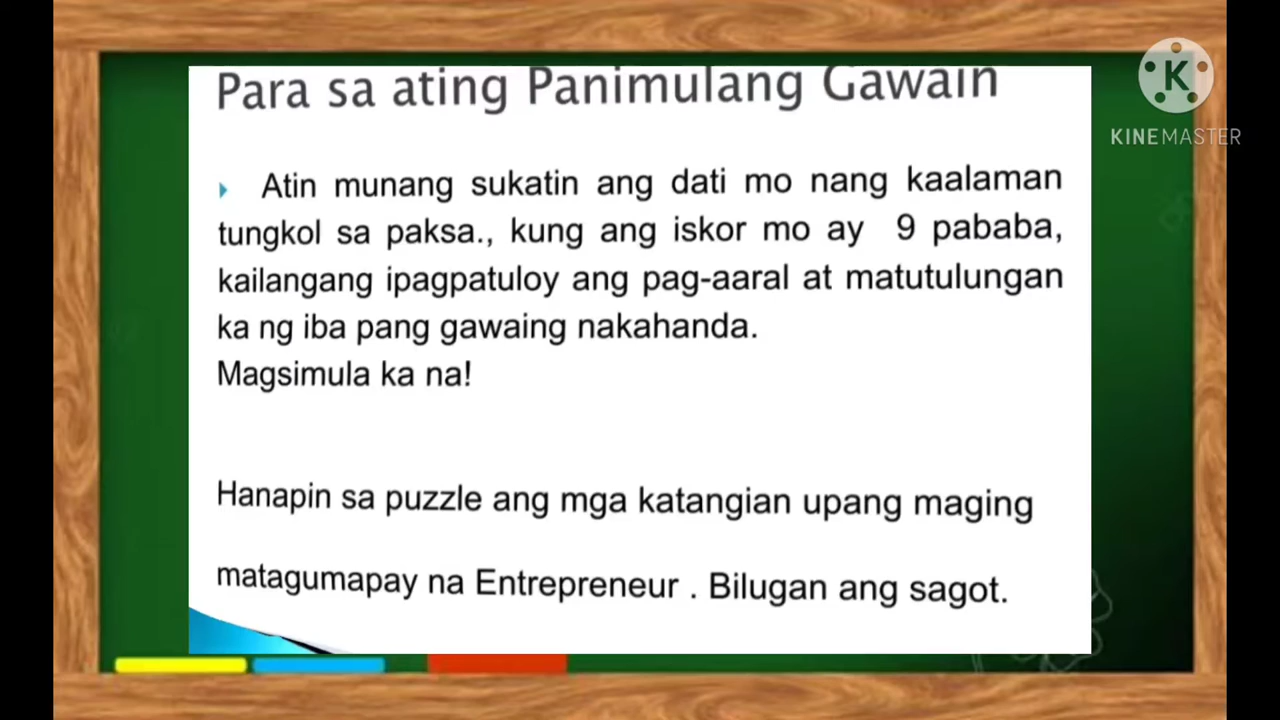 Para sa ating Panimulang Gawain
KINEMASTER
Atin munang sukatin ang dati mo nang kaalaman
tungkol sa paksa., kung ang iskor mo ay 9 pababa,
kailangang ipagpatuloy ang pag-aaral at matutulungan
ka ng iba pang gawaing nakahanda.
Magsimula ka na!
Hanapin sa puzzle ang mga katangian upang maging
matagumapay na Entrepreneur . Bilugan ang sagot.